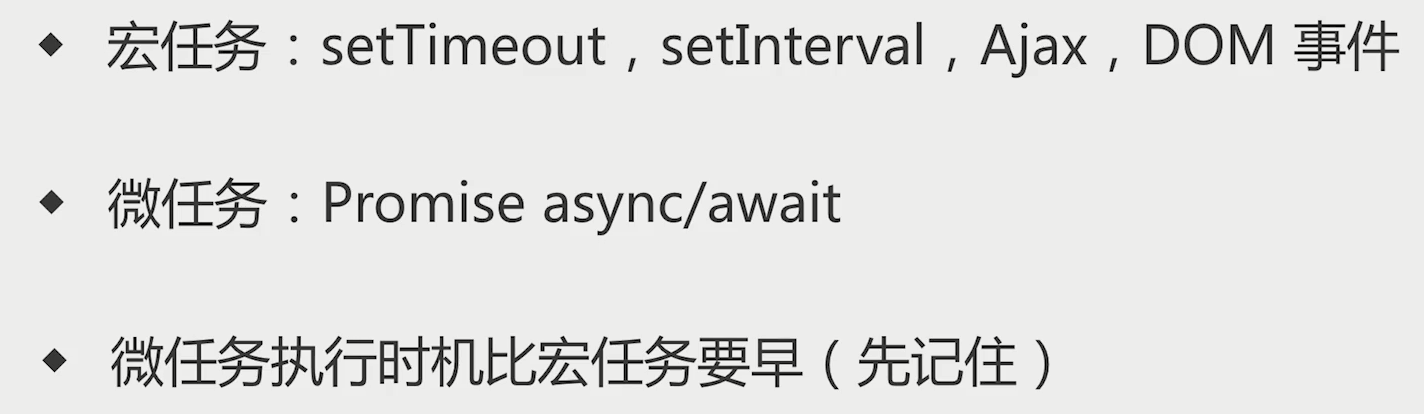 ◆ 宏任务：setTimeout，setInterval，Ajax，DOM 事件
◆ 微任务：Promise async/await
◆ 微任务执行时机比宏任务要早（先记住）